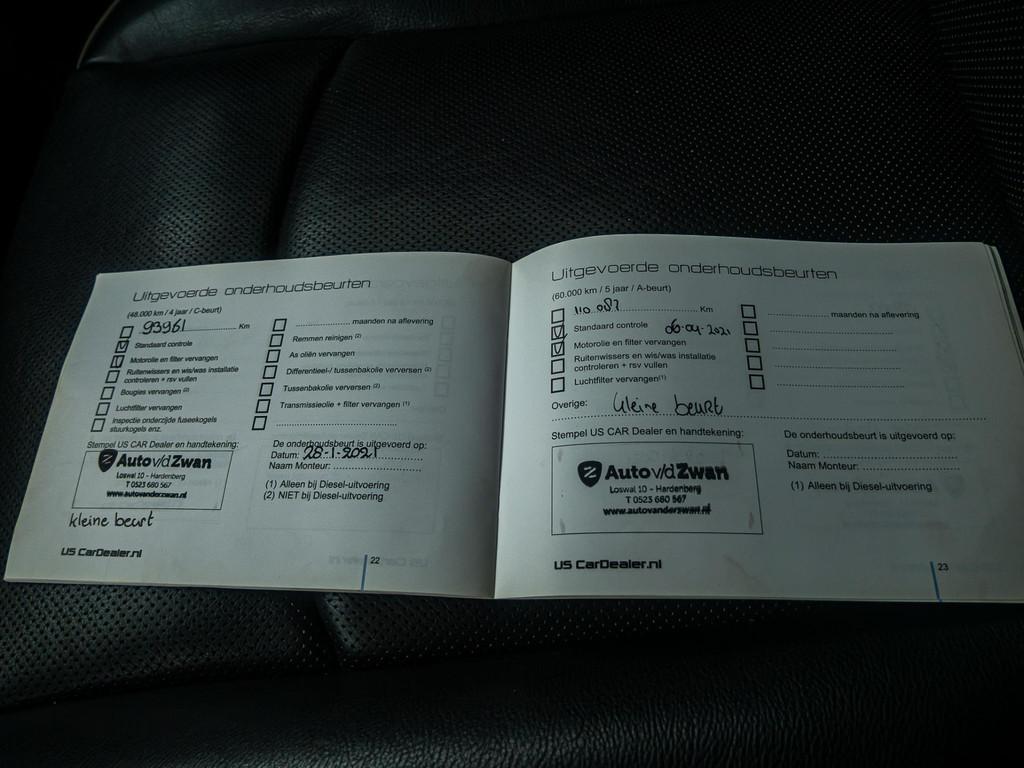 Uitgevoerde onderhoudsbeurten
(48.000 km / 4 jaar / C-beurt)
93961 Km
Standaard controle
Motorolie en filter vervangen
Ruitenwissers en wis/was installatie
controleren + rsv vullen
Bougies vervangen (2)
Luchtfilter vervangen
Inspectie onderzijde fuseekogels
stuurkogels enz.
maanden na aflevering
Remmen reinigen (2)
As oliën vervangen
Differentieel-/ tussenbakolie verversen (2)
Tussenbakolie verversen (2)
Transmissieolie + filter vervangen (1)
Stempel US CAR Dealer en handtekening:
Auto v/d Zwan
Loswal 10 - Hardenberg
T 0523 680 567
www.autovanderzwan.nl
kleine beurt
De onderhoudsbeurt is uitgevoerd op:
Datum: 28-1-2021
Naam Monteur:
(1) Alleen bij Diesel-uitvoering
(2) NIET bij Diesel-uitvoering
US CarDealer.nl
22
Uitgevoerde onderhoudsbeurten
(60.000 km / 5 jaar / A-beurt)
110.087 Km
Standaard controle 06-04-2021
Motorolie en filter vervangen
Ruitenwissers en wis/was installatie
controleren + rsv vullen
Luchtfilter vervangen(1)
maanden na aflevering
Overige: kleine beurt
Stempel US CAR Dealer en handtekening:
Auto v/d Zwan
Loswal 10 - Hardenberg
T 0523 680 567
www.autovanderzwan.nl
De onderhoudsbeurt is uitgevoerd op:
Datum:
Naam Monteur:
(1) Alleen bij Diesel-uitvoering
US CarDealer.nl
23